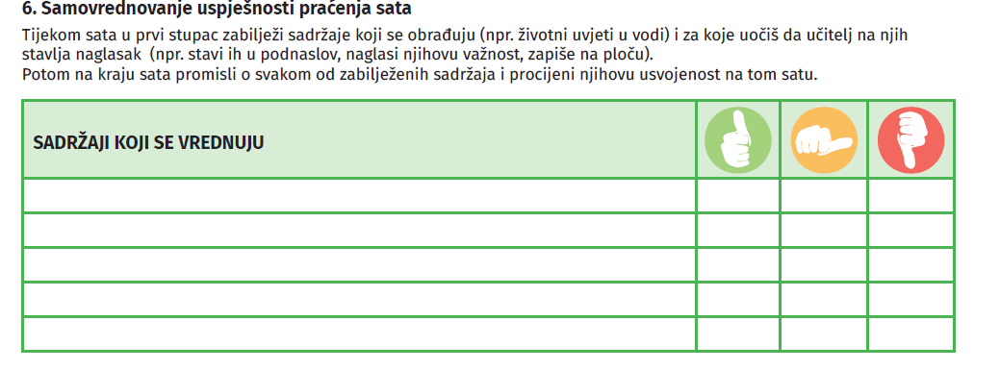 6. Samovrednovanje uspješnosti praćenja sata
Tijekom sata u prvi stupac zabilježi sadržaje koji se obrađuju (npr. životni uvjeti u vodi) i za koje uočiš da učitelj na njih
stavlja naglasak (npr. stavi ih u podnaslov, naglasi njihovu važnost, zapiše na ploču).
Potom na kraju sata promisli o svakom od zabilježenih sadržaja i procijeni njihovu usvojenost na tom satu.
SADRŽAJI KOJI SE VREDNUJU